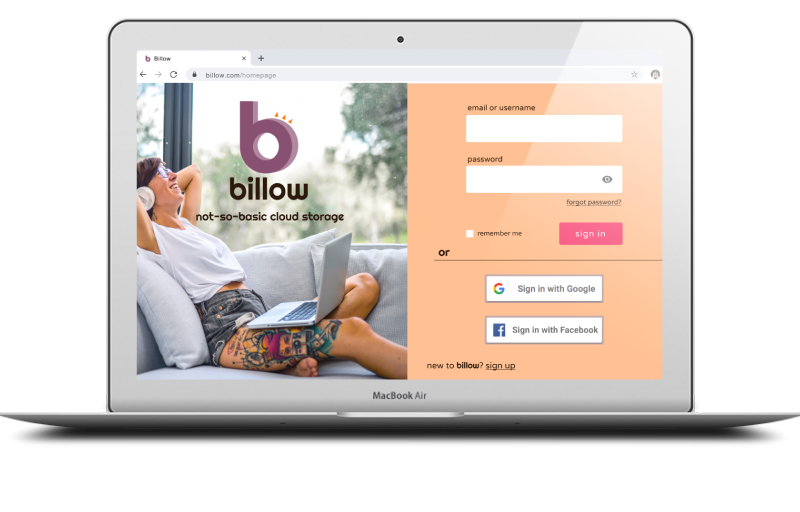 Billow
billow.com/homepage
b
billow
not-so-basic cloud storage
email or username
password
forgot password?
remember me
sign in
or
Sign in with Google
Sign in with Facebook
new to billow? sign up
MacBook Air